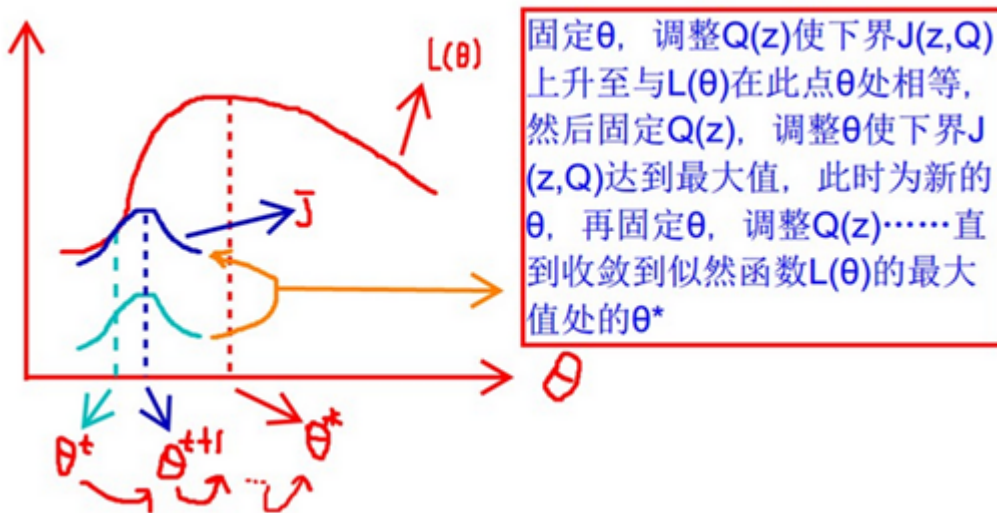 L(θ)
J
θ
θᵗ
θᵗ⁺¹
...
θ*
固定θ，调整Q(z)使下界J(z,Q)
上升至与L(θ)在此点θ处相等，
然后固定Q(z)，调整θ使下界J
(z,Q)达到最大值，此时为新的
θ，再固定θ，调整Q(z)……直
到收敛到似然函数L(θ)的最大
值处的θ*